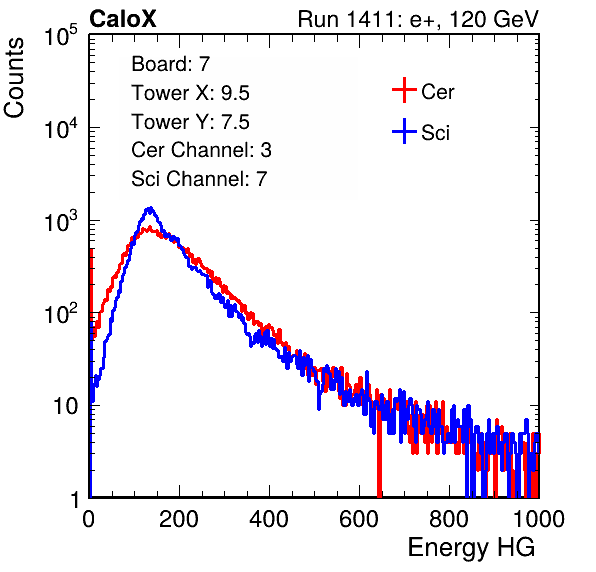 CaloX Run 1411: e+, 120 GeV
Counts
Board: 7
Tower X: 9.5
Tower Y: 7.5
Cer Channel: 3
Sci Channel: 7
Cer
Sci
10^5
10^4
10^3
10^2
10
1
0 200 400 600 800 1000
Energy HG